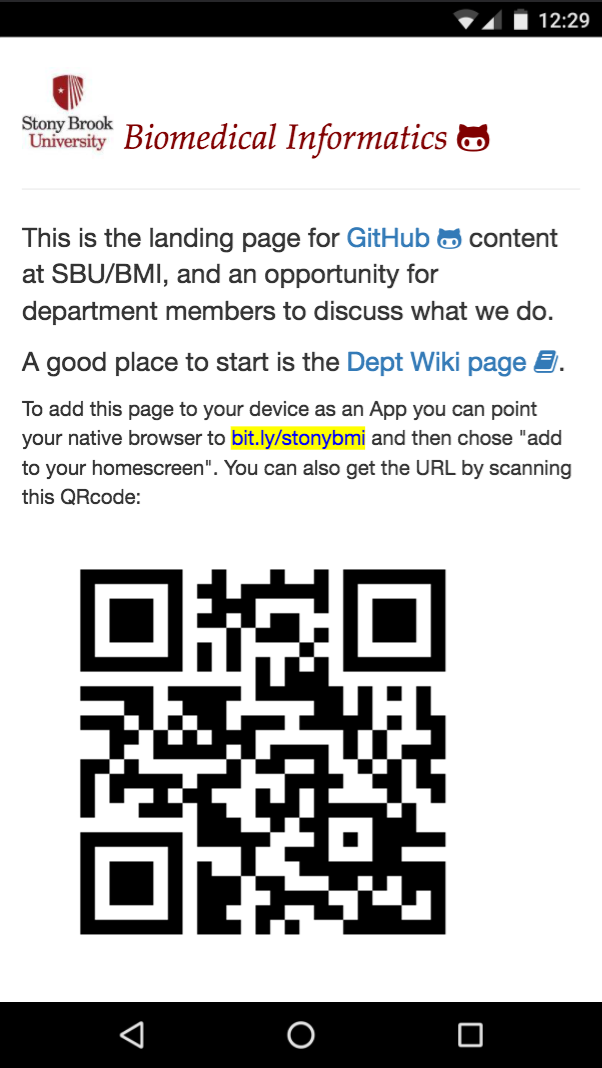 12:29
Stony Brook
University
Biomedical Informatics
This is the landing page for GitHub content
at SBU/BMI, and an opportunity for
department members to discuss what we do.
A good place to start is the Dept Wiki page .
To add this page to your device as an App you can point
your native browser to bit.ly/stonybmi and then chose "add
to your homescreen". You can also get the URL by scanning
this QRcode: